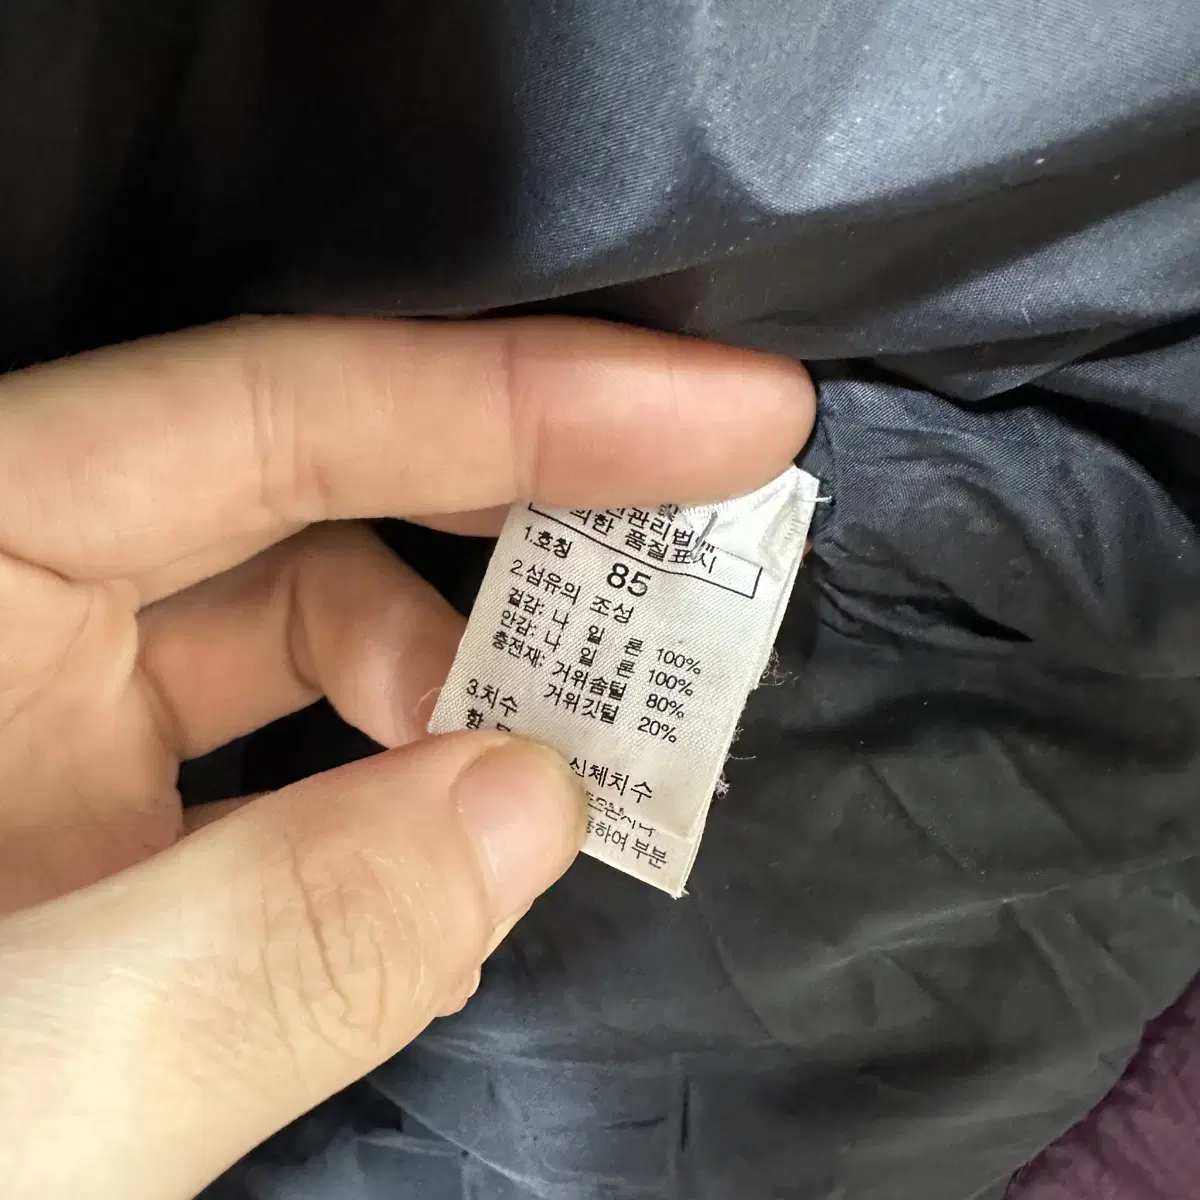 관리법
의한 품질표시
1.호칭 85
2.섬유의 조성
겉감: 나 일 론 100%
안감: 나 일 론 100%
충전재: 거위솜털 80%
거위깃털 20%
3.치수
신체치수
하여 부분